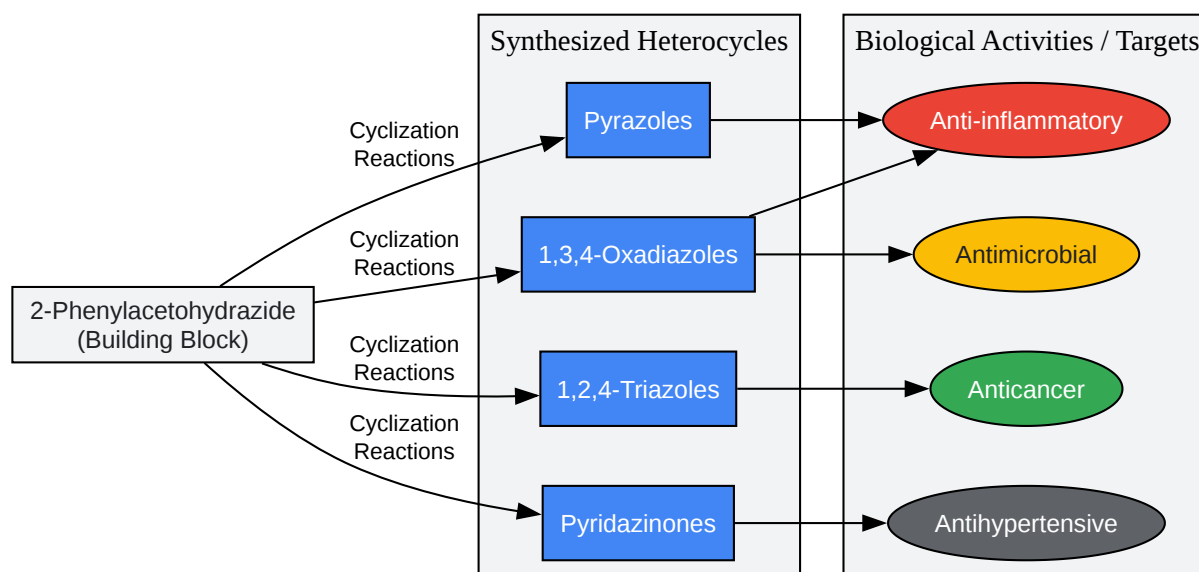 Synthesized Heterocycles
Biological Activities / Targets
Cyclization
Reactions
Pyrazoles
Anti-inflammatory
Cyclization
Reactions
1,3,4-Oxadiazoles
Antimicrobial
2-Phenylacetohydrazide
(Building Block)
Cyclization
Reactions
1,2,4-Triazoles
Anticancer
Cyclization
Reactions
Pyridazinones
Antihypertensive